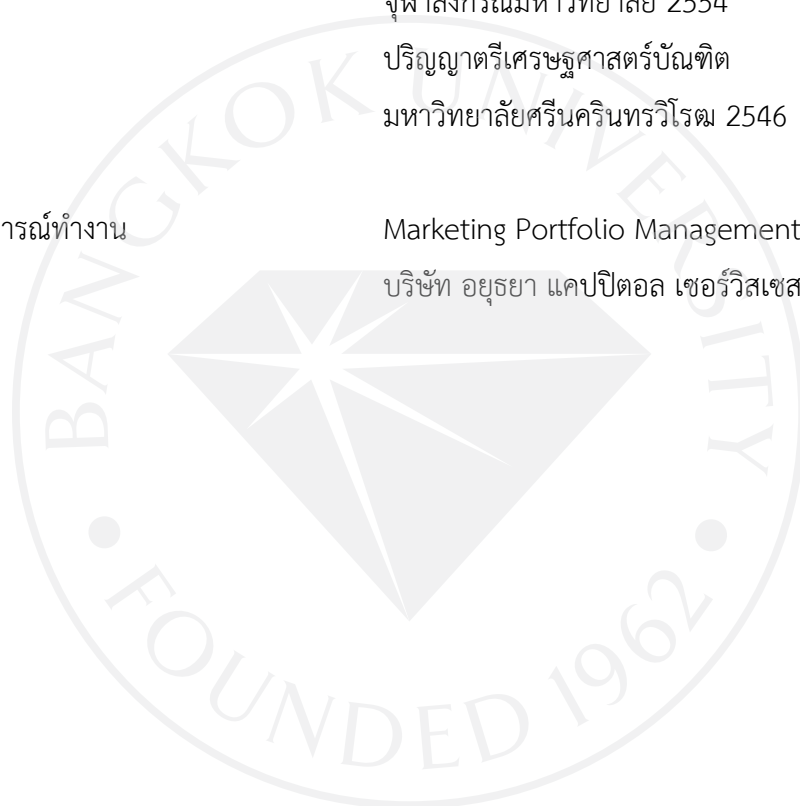 จุฬาลงกรณ์มหาวิทยาลัย 2554
ปริญญาตรีเศรษฐศาสตร์บัณฑิต
มหาวิทยาลัยศรีนครินทรวิโรฒ 2546
ารณ์ทำงาน Marketing Portfolio Management
บริษัท อยุธยา แคปปิตอล เซอร์วิสเซส
BANGKOK UNIVERSITY
FOUNDED 1962